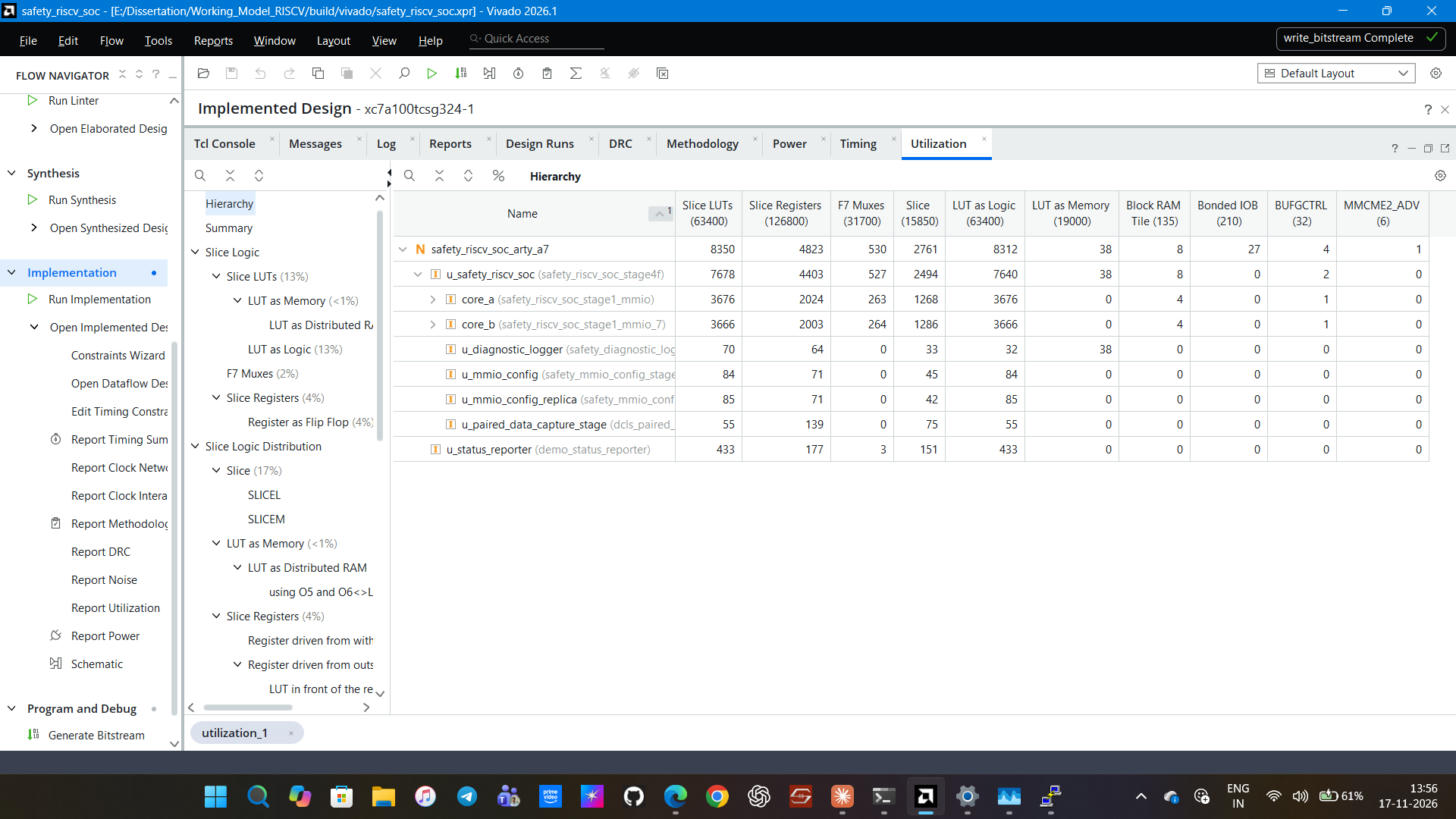 safety_riscv_soc - [E:/Dissertation/Working_Model_RISCV/build/vivado/safety_riscv_soc.xpr] - Vivado 2026.1
File Edit Flow Tools Reports Window Layout View Help Quick Access write_bitstream Complete
Default Layout
FLOW NAVIGATOR
Run Linter
Open Elaborated Desig
Synthesis
Run Synthesis
Open Synthesized Desig
Implementation
Run Implementation
Open Implemented Des
Constraints Wizard
Open Dataflow Des
Edit Timing Constra
Report Timing Sum
Report Clock Netwo
Report Clock Intera
Report Methodolog
Report DRC
Report Noise
Report Utilization
Report Power
Schematic
Program and Debug
Generate Bitstream
Implemented Design - xc7a100tcsg324-1
Tcl Console Messages Log Reports Design Runs DRC Methodology Power Timing Utilization
Hierarchy
Summary
Slice Logic
Slice LUTs (13%)
LUT as Memory (<1%)
LUT as Distributed RA
LUT as Logic (13%)
F7 Muxes (2%)
Slice Registers (4%)
Register as Flip Flop (4%)
Slice Logic Distribution
Slice (17%)
SLICEL
SLICEM
LUT as Memory (<1%)
LUT as Distributed RAM
using O5 and O6<>L
Slice Registers (4%)
Register driven from with
Register driven from outs
LUT in front of the re
% Hierarchy
Name 1 Slice LUTs (63400) Slice Registers (126800) F7 Muxes (31700) Slice (15850) LUT as Logic (63400) LUT as Memory (19000) Block RAM Tile (135) Bonded IOB (210) BUFGCTRL (32) MMCME2_ADV (6)
N safety_riscv_soc_arty_a7 8350 4823 530 2761 8312 38 8 27 4 1
I u_safety_riscv_soc (safety_riscv_soc_stage4f) 7678 4403 527 2494 7640 38 8 0 2 0
I core_a (safety_riscv_soc_stage1_mmio) 3676 2024 263 1268 3676 0 4 0 1 0
I core_b (safety_riscv_soc_stage1_mmio_7) 3666 2003 264 1286 3666 0 4 0 1 0
I u_diagnostic_logger (safety_diagnostic_log 70 64 0 33 32 38 0 0 0 0
I u_mmio_config (safety_mmio_config_stage 84 71 0 45 84 0 0 0 0 0
I u_mmio_config_replica (safety_mmio_conf 85 71 0 42 85 0 0 0 0 0
I u_paired_data_capture_stage (dcls_paired_ 55 139 0 75 55 0 0 0 0 0
I u_status_reporter (demo_status_reporter) 433 177 3 151 433 0 0 0 0 0
utilization_1
prime video
61%
ENG
IN
13:56
17-11-2026